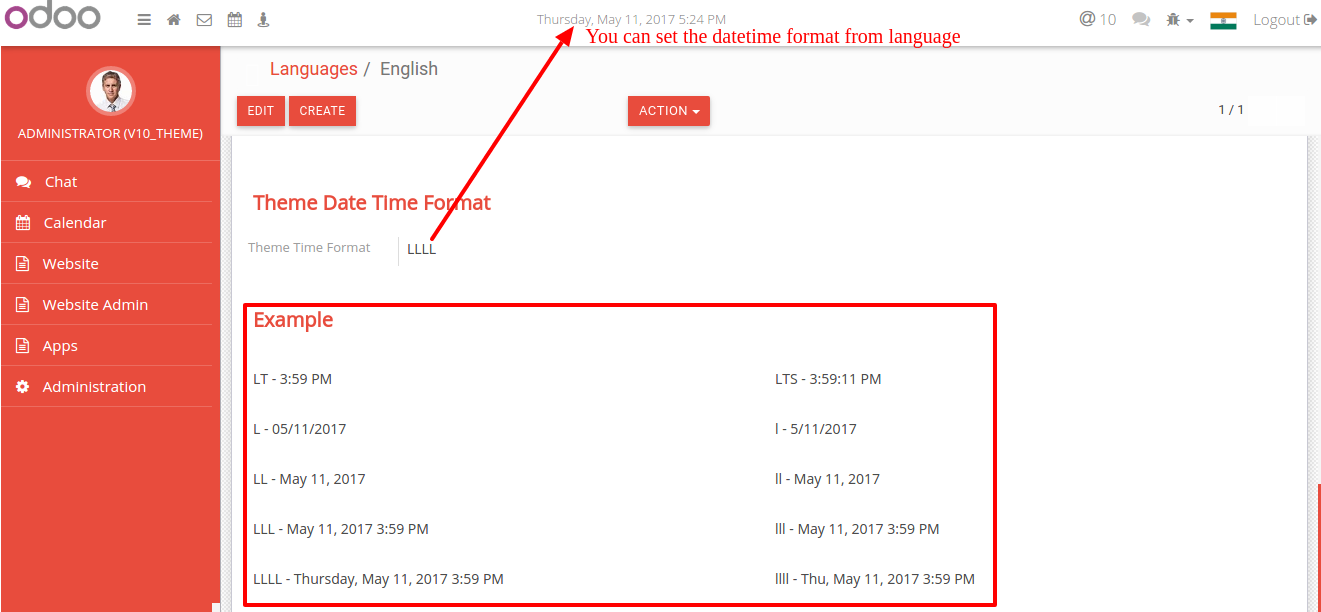 odoo
Thursday, May 11, 2017 5:24 PM
@ 10
Logout
You can set the datetime format from language
Languages / English
EDIT
CREATE
ACTION
1 / 1
ADMINISTRATOR (V10_THEME)
Chat
Calendar
Website
Website Admin
Apps
Administration
Theme Date Time Format
Theme Time Format
LLLL
Example
LT - 3:59 PM
LTS - 3:59:11 PM
L - 05/11/2017
l - 5/11/2017
LL - May 11, 2017
ll - May 11, 2017
LLL - May 11, 2017 3:59 PM
lll - May 11, 2017 3:59 PM
LLLL - Thursday, May 11, 2017 3:59 PM
llll - Thu, May 11, 2017 3:59 PM